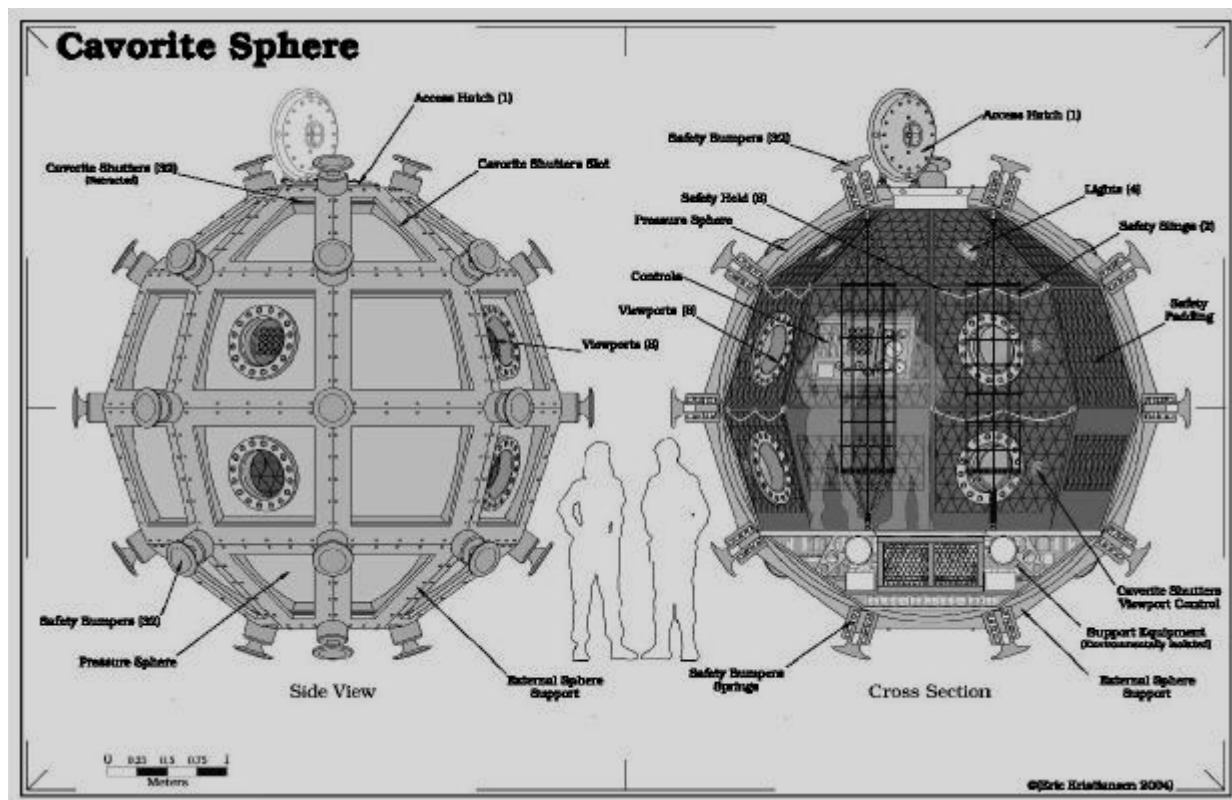 Cavorite Sphere
Access Hatch (1)
Cavorite Shutters (32)
(Retracted)
Cavorite Shutters Slot
Viewports (8)
Safety Bumpers (32)
Pressure Sphere
External Sphere
Support
Side View
0 0.25 0.5 0.75 1
Meters
Safety Bumpers (32)
Access Hatch (1)
Safety Held (8)
Lights (4)
Pressure Sphere
Safety Slings (2)
Controls
Viewports (8)
Safety
Padding
Cavorite Shutters
Viewport Control
Support Equipment
(Environmentally Isolated)
Safety Bumpers
Springs
External Sphere
Support
Cross Section
©(Eric Kristiansen 2004)